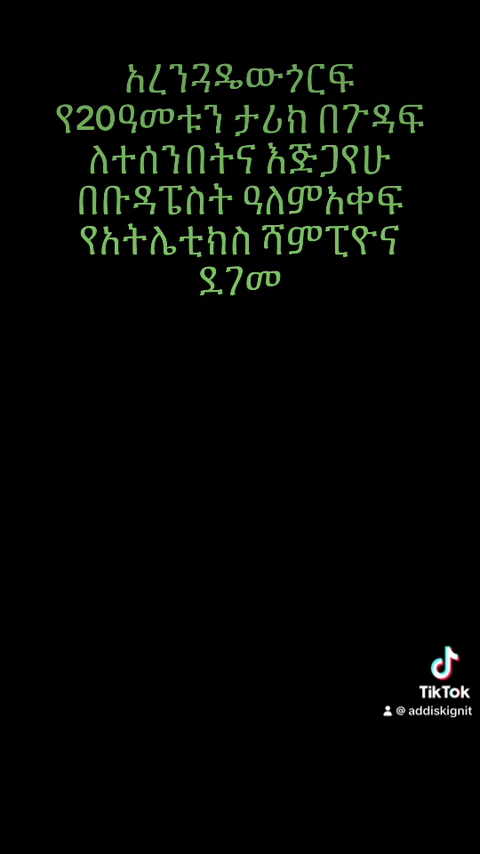 አረንጓዴውጎርፍ
የ20ዓመቱን ታሪክ በጉዳፍ
ለተሰንበትና እጅጋየሁ
በቡዳፔስት ዓለምአቀፍ
የአትሌቲክስ ሻምፒዮና
ደገመ
TikTok
@ addiskignit